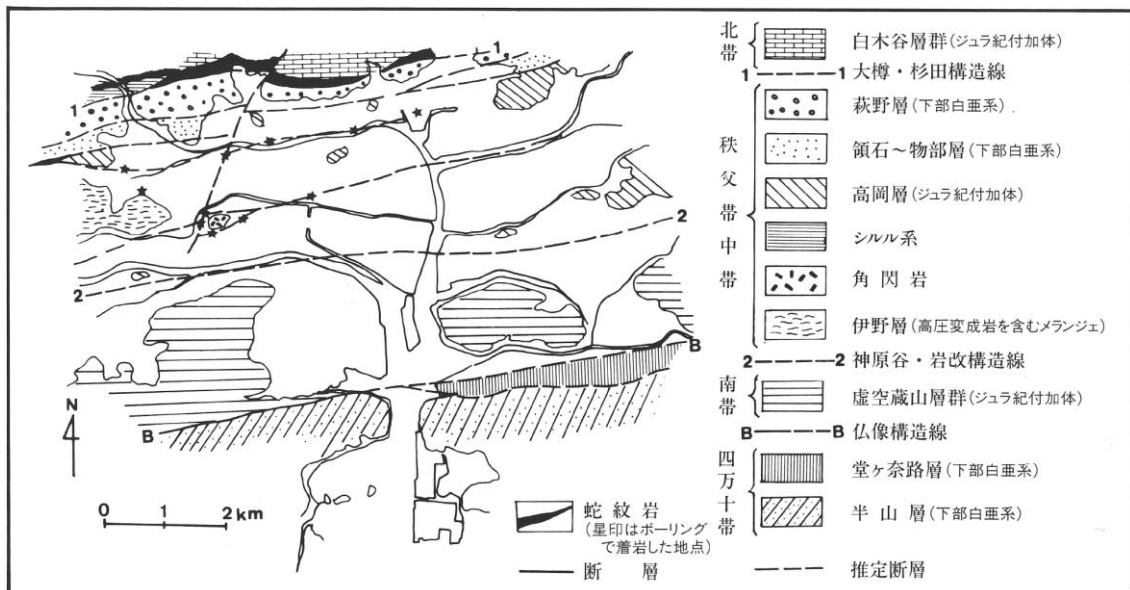 1
1
2
2
B
B
N
0 1 2 km
蛇紋岩
(星印はボーリング
で着岩した地点)
断層
北帯
白木谷層群(ジュラ紀付加体)
1 1 大樽・杉田構造線
秩父帯中帯
萩野層(下部白亜系)
領石〜物部層(下部白亜系)
高岡層(ジュラ紀付加体)
シルル系
角閃岩
伊野層(高圧変成岩を含むメランジェ)
2 2 神原谷・岩改構造線
南帯
虚空蔵山層群(ジュラ紀付加体)
B B 仏像構造線
四万十帯
堂ヶ奈路層(下部白亜系)
半山層(下部白亜系)
推定断層